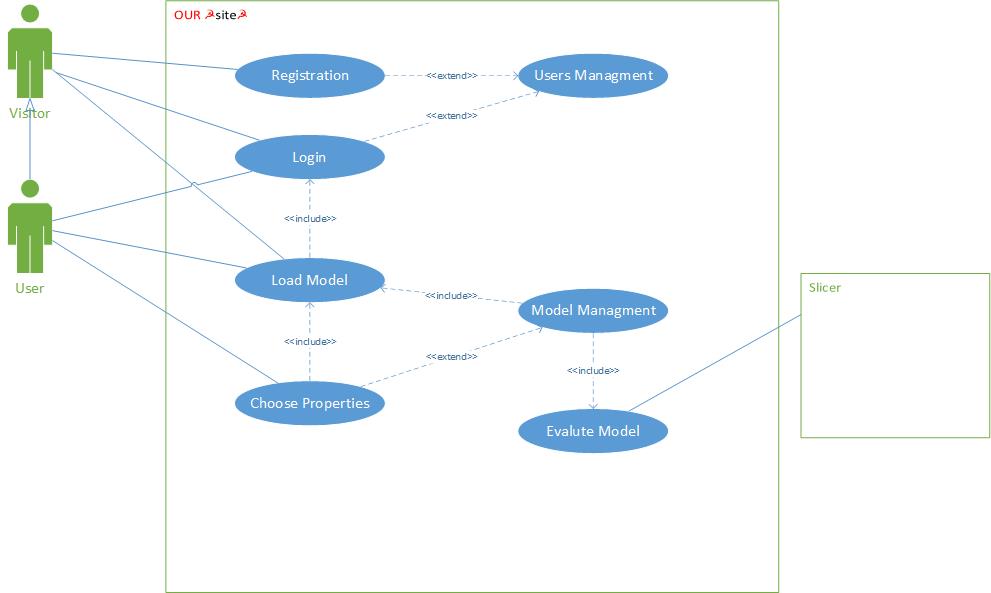 OUR ☭site☭
Registration
<<extend>>
Users Managment
Visitor
<<extend>>
Login
<<include>>
User
Load Model
<<include>>
Model Managment
Slicer
<<include>>
<<extend>>
<<include>>
Choose Properties
Evalute Model